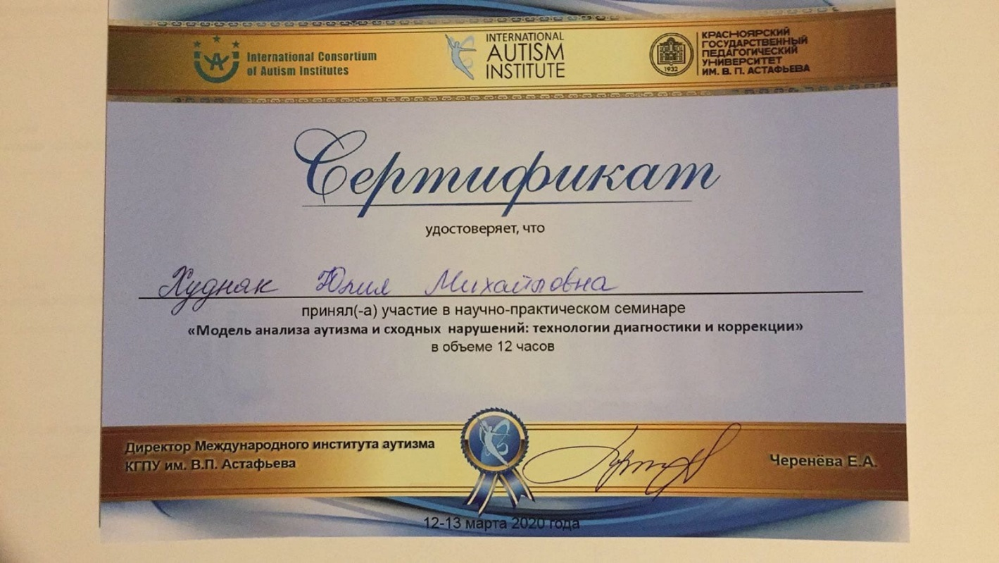 International Consortium
of Autism Institutes
INTERNATIONAL
AUTISM
INSTITUTE
1932
КРАСНОЯРСКИЙ
ГОСУДАРСТВЕННЫЙ
ПЕДАГОГИЧЕСКИЙ
УНИВЕРСИТЕТ
ИМ. В. П. АСТАФЬЕВА
Сертификат
удостоверяет, что
Худняк Юлия Михайловна
принял(-а) участие в научно-практическом семинаре
«Модель анализа аутизма и сходных нарушений: технологии диагностики и коррекции»
в объеме 12 часов
Директор Международного института аутизма
КГПУ им. В.П. Астафьева
Черенёва Е.А.
12-13 марта 2020 года